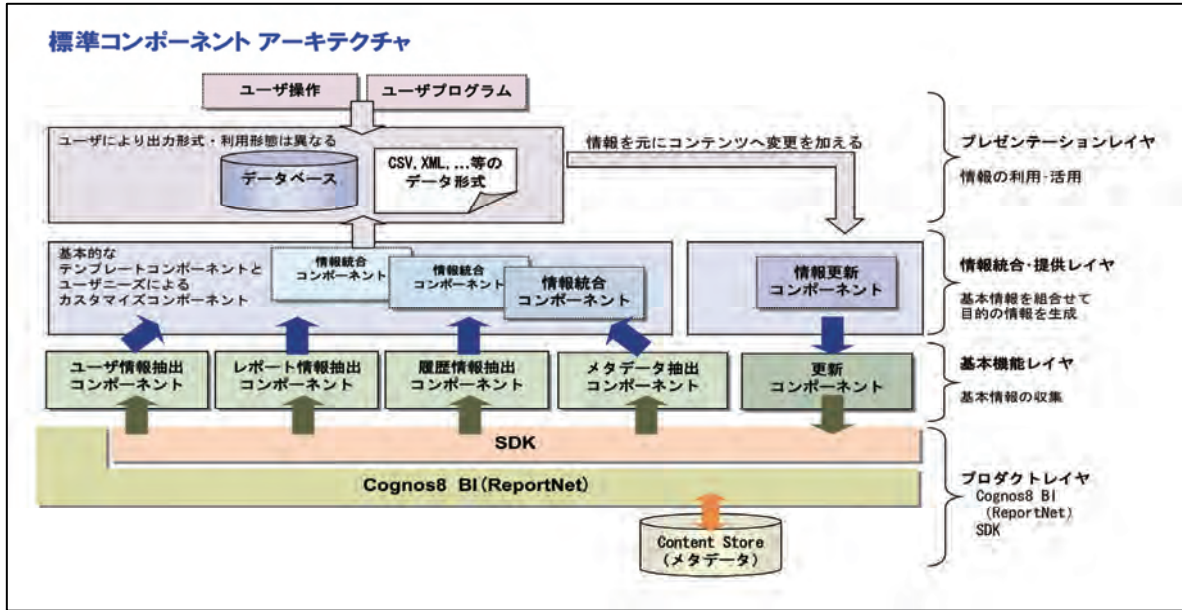 標準コンポーネント アーキテクチャ
ユーザ操作
ユーザプログラム
ユーザにより出力形式・利用形態は異なる
データベース
CSV,XML,...等の
データ形式
情報を元にコンテンツへ変更を加える
プレゼンテーションレイヤ
情報の利用・活用
基本的な
テンプレートコンポーネントと
ユーザニーズによる
カスタマイズコンポーネント
情報統合
コンポーネント
情報統合
コンポーネント
情報統合
コンポーネント
情報更新
コンポーネント
情報統合・提供レイヤ
基本情報を組合せて
目的の情報を生成
ユーザ情報抽出
コンポーネント
レポート情報抽出
コンポーネント
履歴情報抽出
コンポーネント
メタデータ抽出
コンポーネント
更新
コンポーネント
基本機能レイヤ
基本情報の収集
SDK
Cognos8 BI(ReportNet)
Content Store
(メタデータ)
プロダクトレイヤ
Cognos8 BI
(ReportNet)
SDK